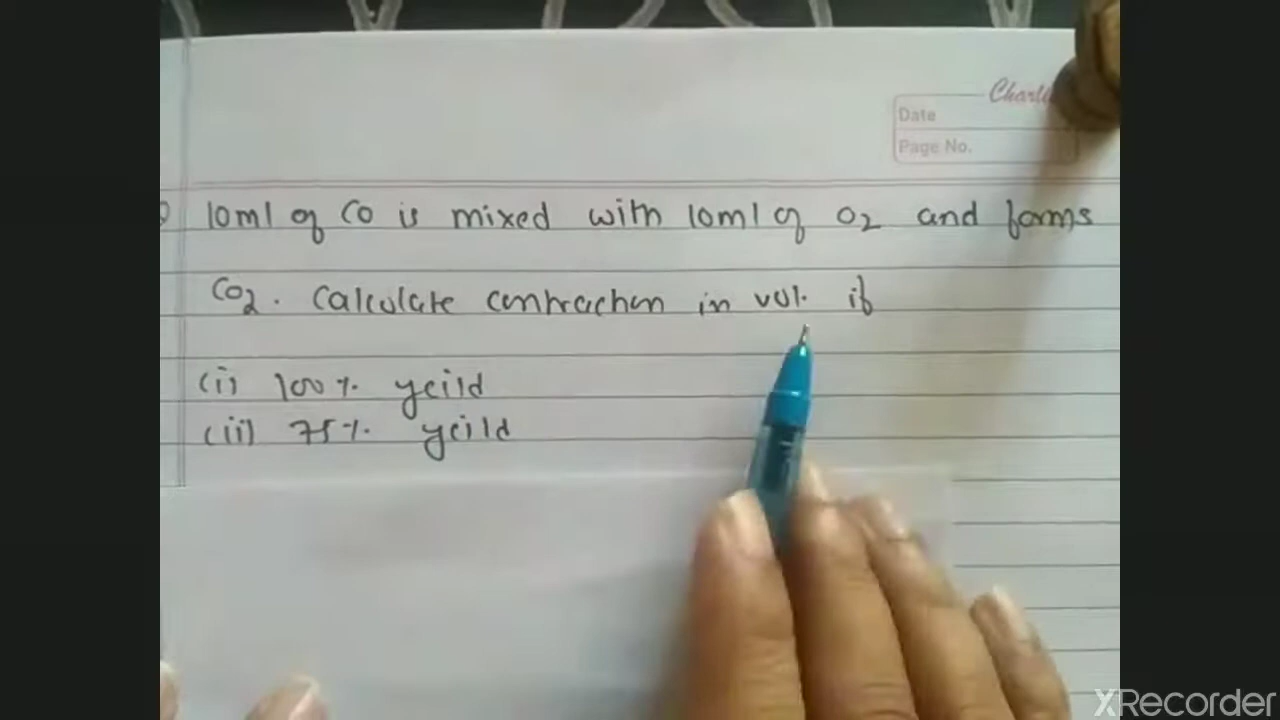 Date
Page No.
10ml of CO is mixed with 10ml of O2 and forms
CO2. Calculate contraction in vol. if
(i) 100% yeild
(ii) 75% yeild
XRecorder